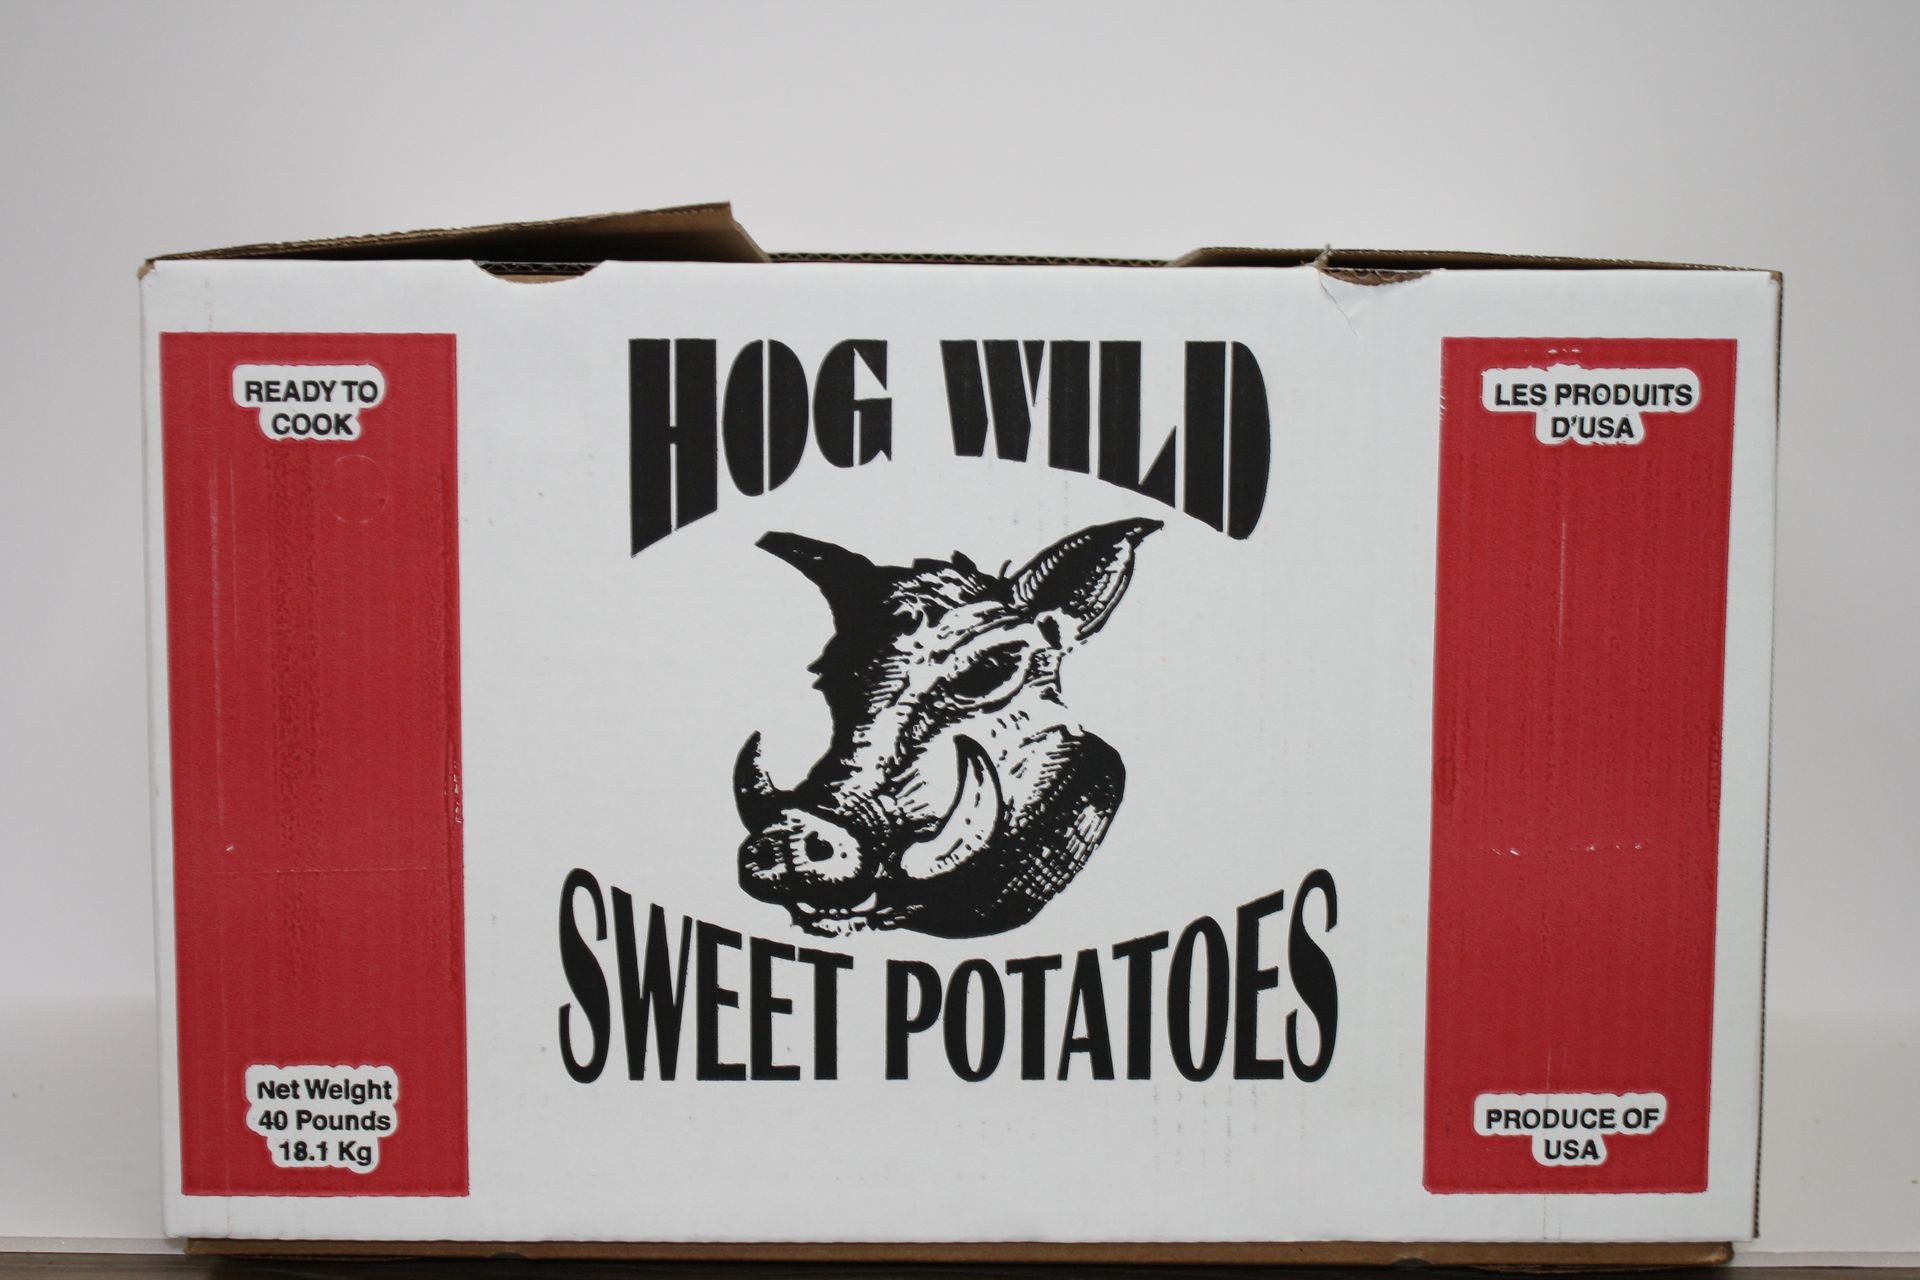 HOG WILD
READY TO
COOK
LES PRODUITS
D'USA
SWEET POTATOES
Net Weight
40 Pounds
18.1 Kg
PRODUCE OF
USA